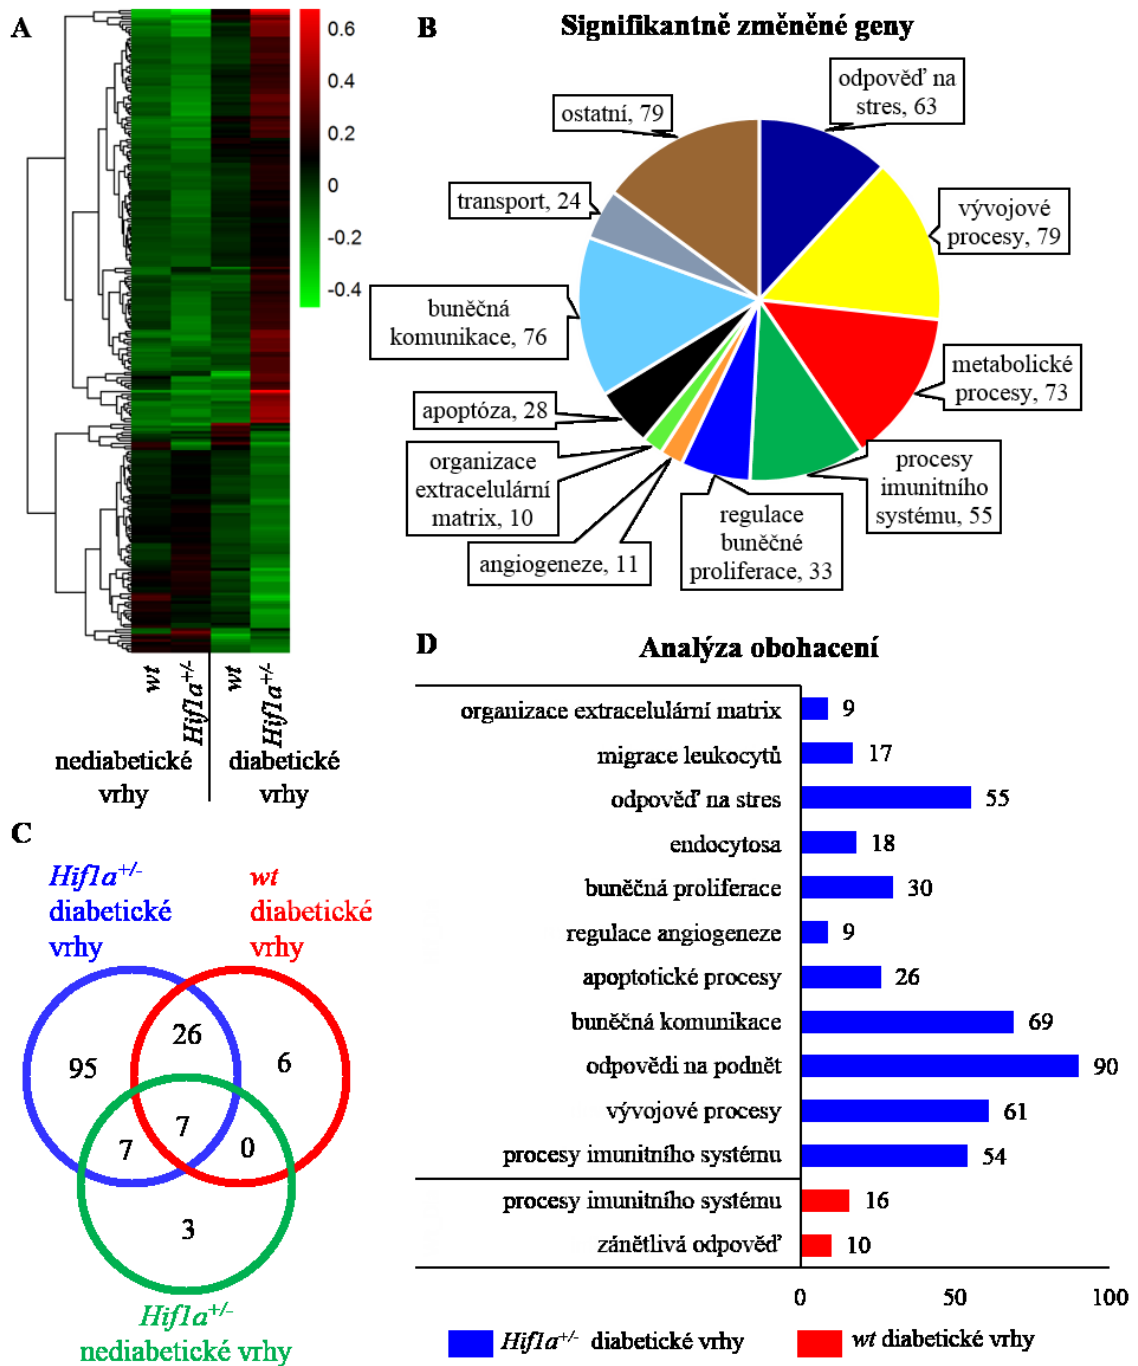 A
0.6
0.4
0.2
0
-0.2
-0.4
wt
Hif1a+/-
wt
Hif1a+/-
nediabetické
vrhy
diabetické
vrhy
B
Signifikantně změněné geny
odpověď na
stres, 63
ostatní, 79
transport, 24
vývojové
procesy, 79
buněčná
komunikace, 76
metabolické
procesy, 73
apoptóza, 28
organizace
extracelulární
matrix, 10
procesy
imunitního
systému, 55
angiogeneze, 11
regulace
buněčné
proliferace, 33
C
Hif1a+/-
diabetické
vrhy
wt
diabetické
vrhy
26
95
6
7
7
0
3
Hif1a+/-
nediabetické vrhy
D
Analýza obohacení
organizace extracelulární matrix 9
migrace leukocytů 17
odpověď na stres 55
endocytosa 18
buněčná proliferace 30
regulace angiogeneze 9
apoptotické procesy 26
buněčná komunikace 69
odpovědi na podnět 90
vývojové procesy 61
procesy imunitního systému 54
procesy imunitního systému 16
zánětlivá odpověď 10
0 50 100
Hif1a+/- diabetické vrhy
wt diabetické vrhy